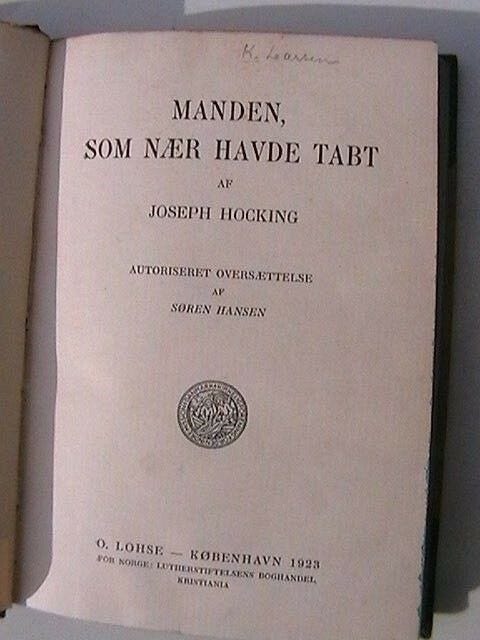 K. Larsen
MANDEN,
SOM NÆR HAVDE TABT
AF
JOSEPH HOCKING
AUTORISERET OVERSÆTTELSE
AF
SØREN HANSEN
O. LOHSE — KØBENHAVN 1923
FOR NORGE: LUTHERSTIFTELSENS BOGHANDEL,
KRISTIANIA